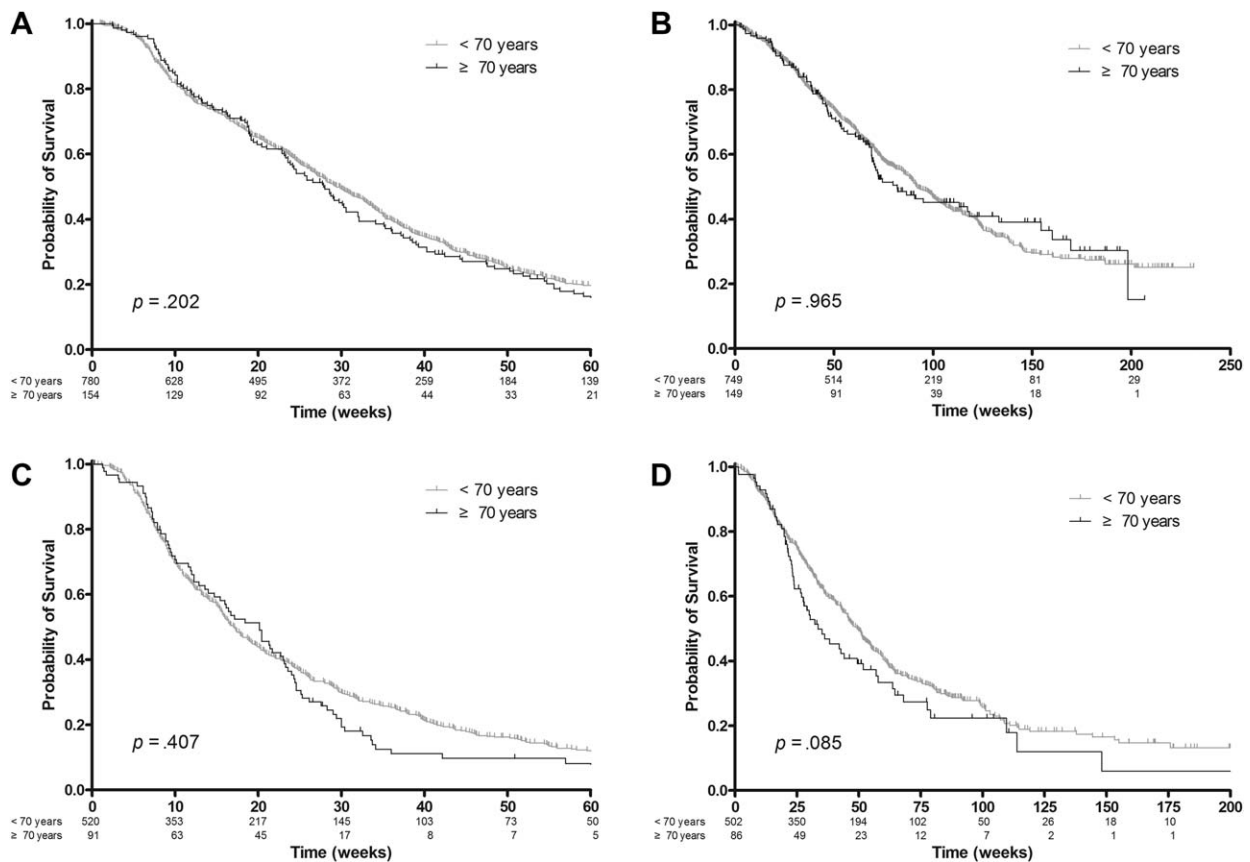 A
Probability of Survival
1.0
0.8
0.6
0.4
0.2
0.0
< 70 years
≥ 70 years
p = .202
0 10 20 30 40 50 60
< 70 years 780 628 495 372 259 184 139
≥ 70 years 154 129 92 63 44 33 21
Time (weeks)
B
Probability of Survival
1.0
0.8
0.6
0.4
0.2
0.0
< 70 years
≥ 70 years
p = .965
0 50 100 150 200 250
< 70 years 749 514 219 81 29
≥ 70 years 149 91 39 18 1
Time (weeks)
C
Probability of Survival
1.0
0.8
0.6
0.4
0.2
0.0
< 70 years
≥ 70 years
p = .407
0 10 20 30 40 50 60
< 70 years 520 353 217 145 103 73 50
≥ 70 years 91 63 45 17 8 7 5
Time (weeks)
D
Probability of Survival
1.0
0.8
0.6
0.4
0.2
0.0
< 70 years
≥ 70 years
p = .085
0 25 50 75 100 125 150 175 200
< 70 years 502 350 194 102 50 26 18 10
≥ 70 years 86 49 23 12 7 2 1 1
Time (weeks)